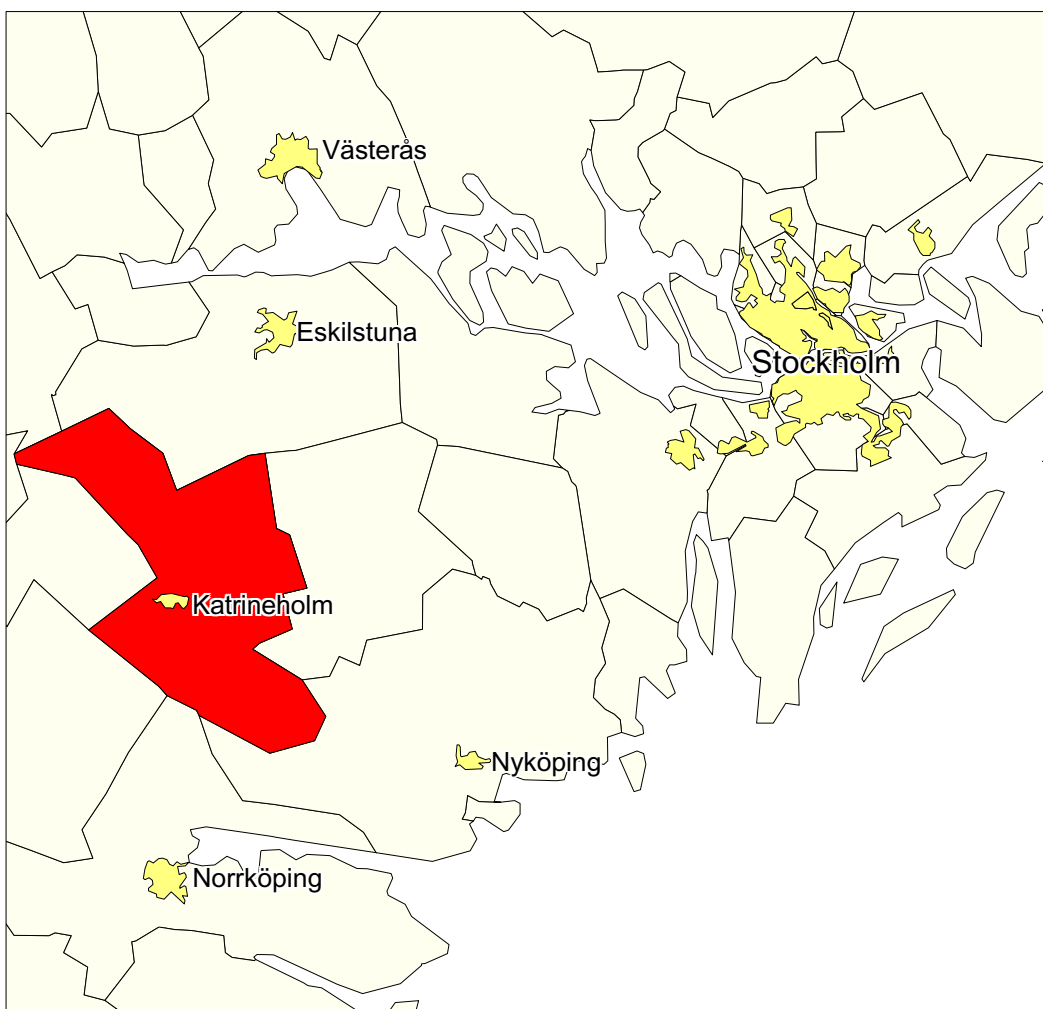 Västerås
Eskilstuna
Stockholm
Katrineholm
Nyköping
Norrköping